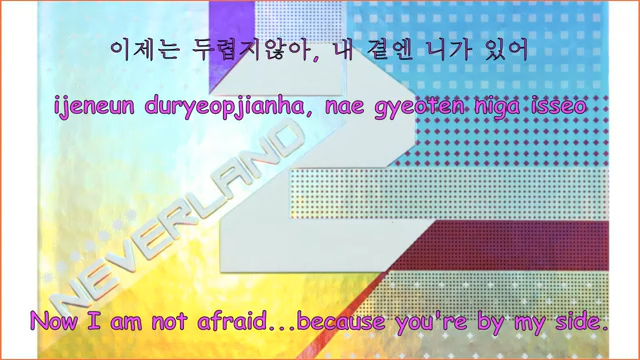 이제는 두렵지않아, 내 곁엔 니가 있어
ijeneun duryeopjianha, nae gyeoten niga isseo
NEVERLAND
2
Now I am not afraid...because you're by my side.